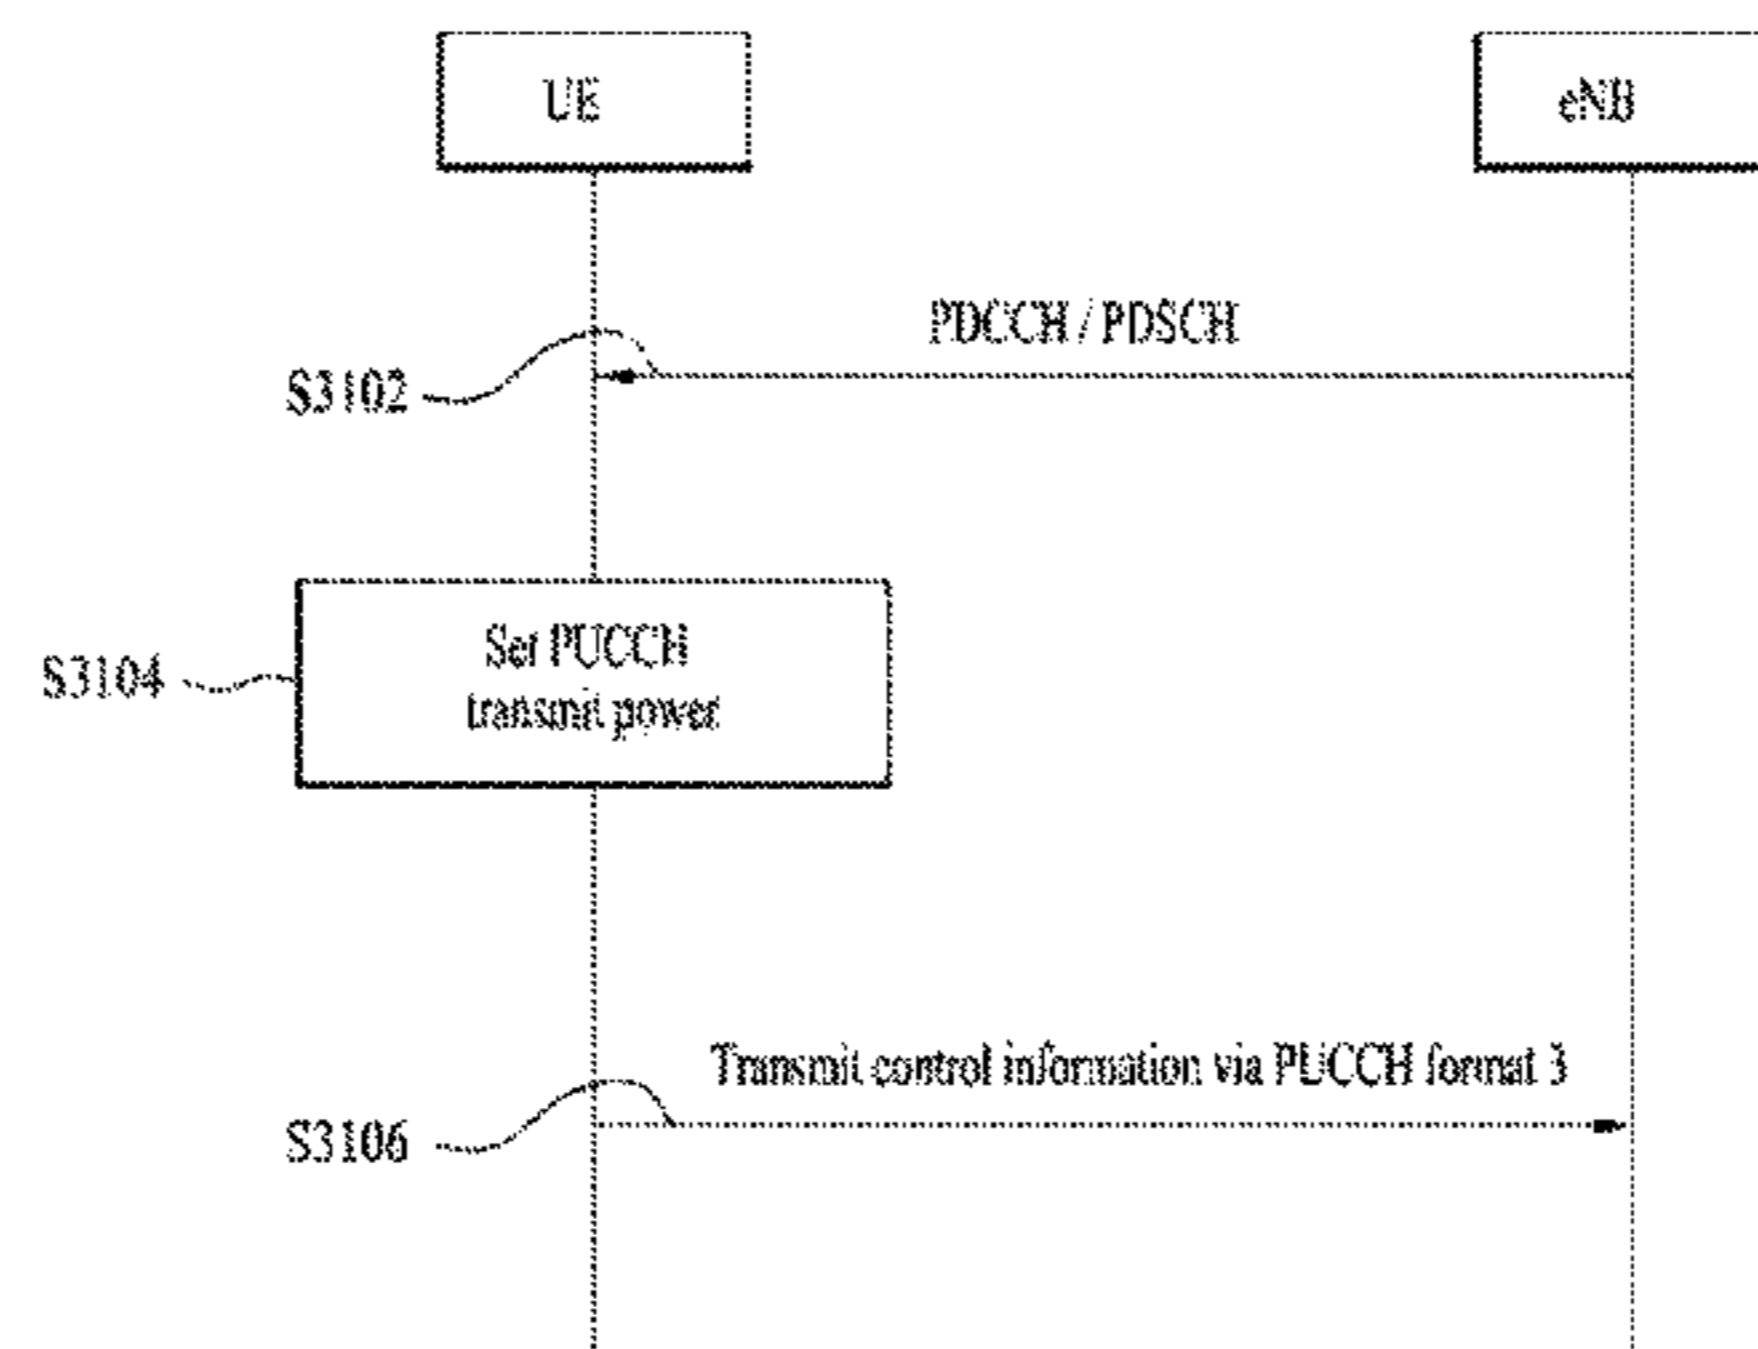 UE
eNB
PDCCH / PDSCH
S3102
Set PUCCH
transmit power
S3104
Transmit control information via PUCCH format 3
S3106